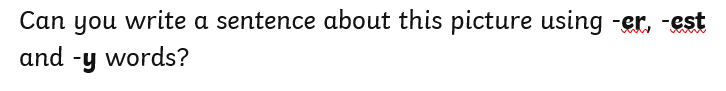 Can you write a sentence about this picture using -er, -est
and -y words?